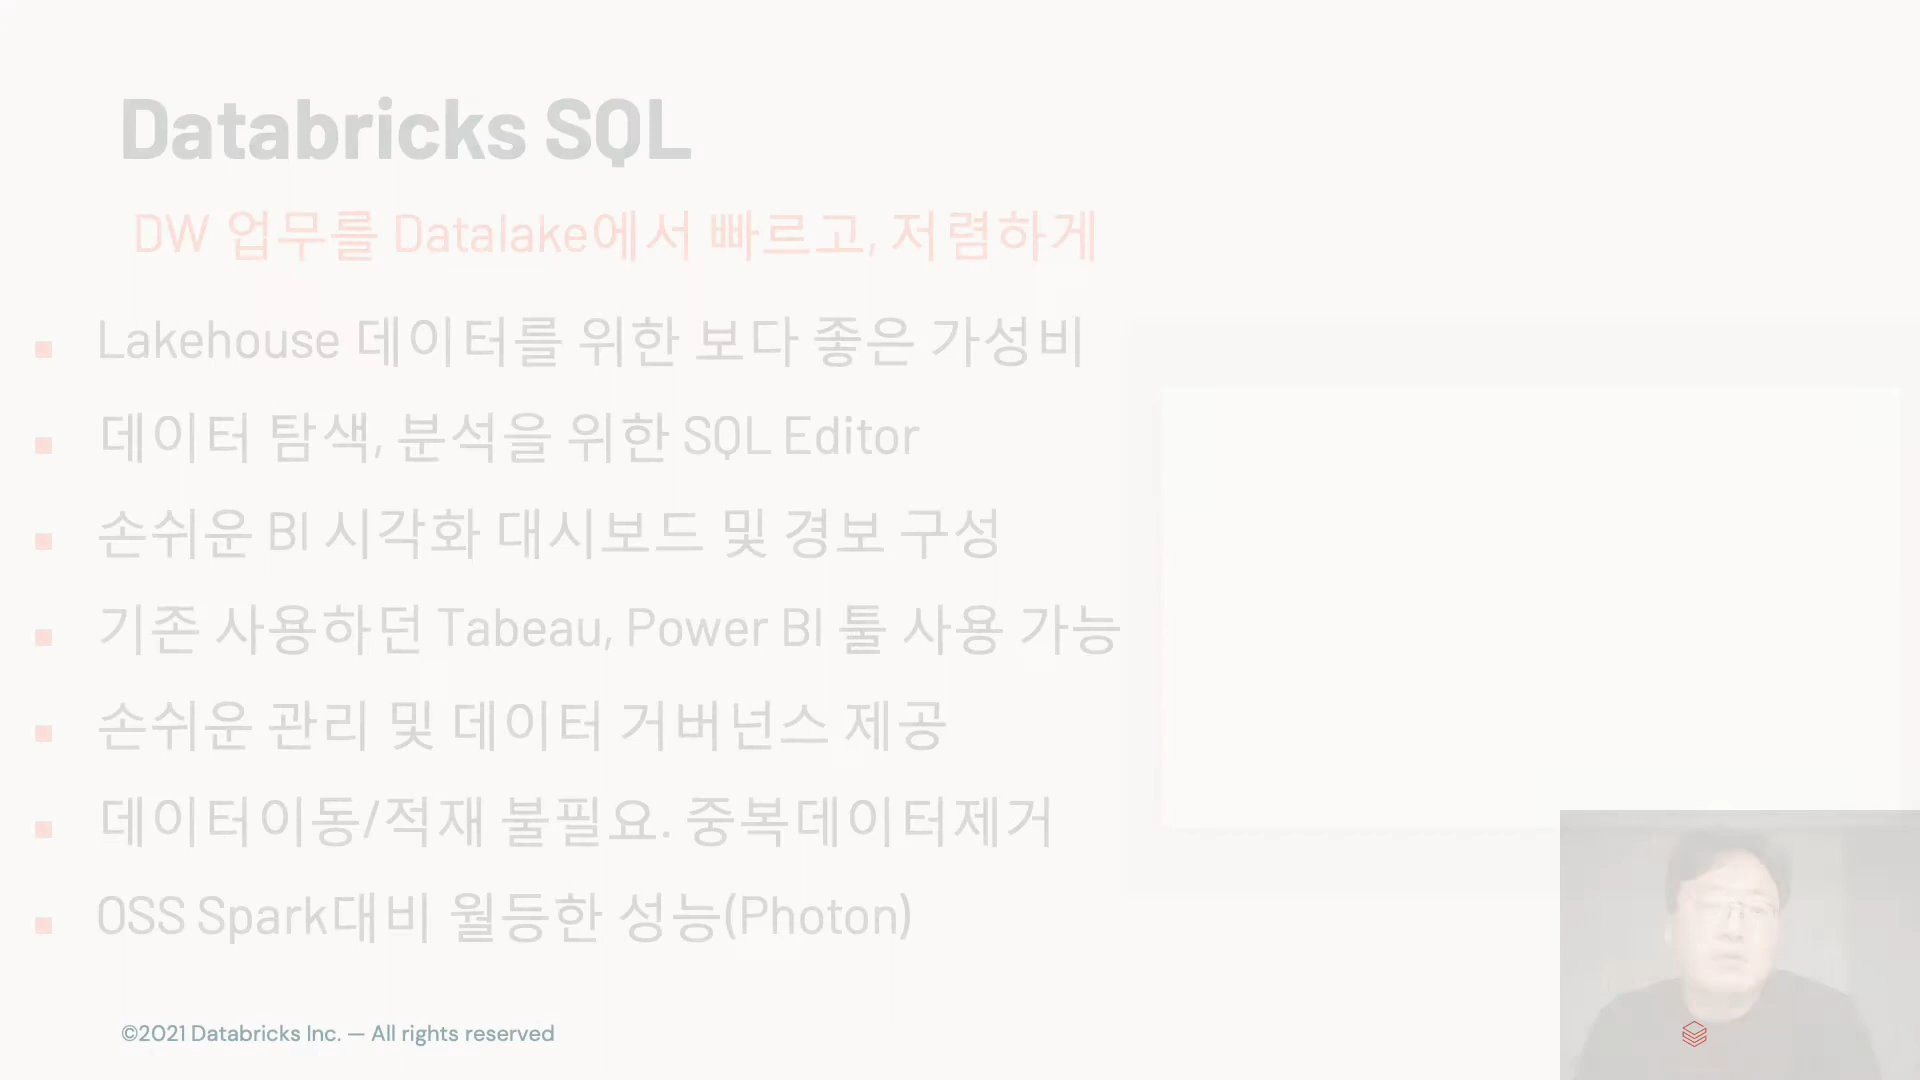 Databricks SQL
DW 업무를 Datalake에서 빠르고, 저렴하게
Lakehouse 데이터를 위한 보다 좋은 가성비
데이터 탐색, 분석을 위한 SQL Editor
손쉬운 BI 시각화 대시보드 및 경보 구성
기존 사용하던 Tabeau, Power BI 툴 사용 가능
손쉬운 관리 및 데이터 거버넌스 제공
데이터이동/적재 불필요. 중복데이터제거
OSS Spark대비 월등한 성능(Photon)
©2021 Databricks Inc. — All rights reserved